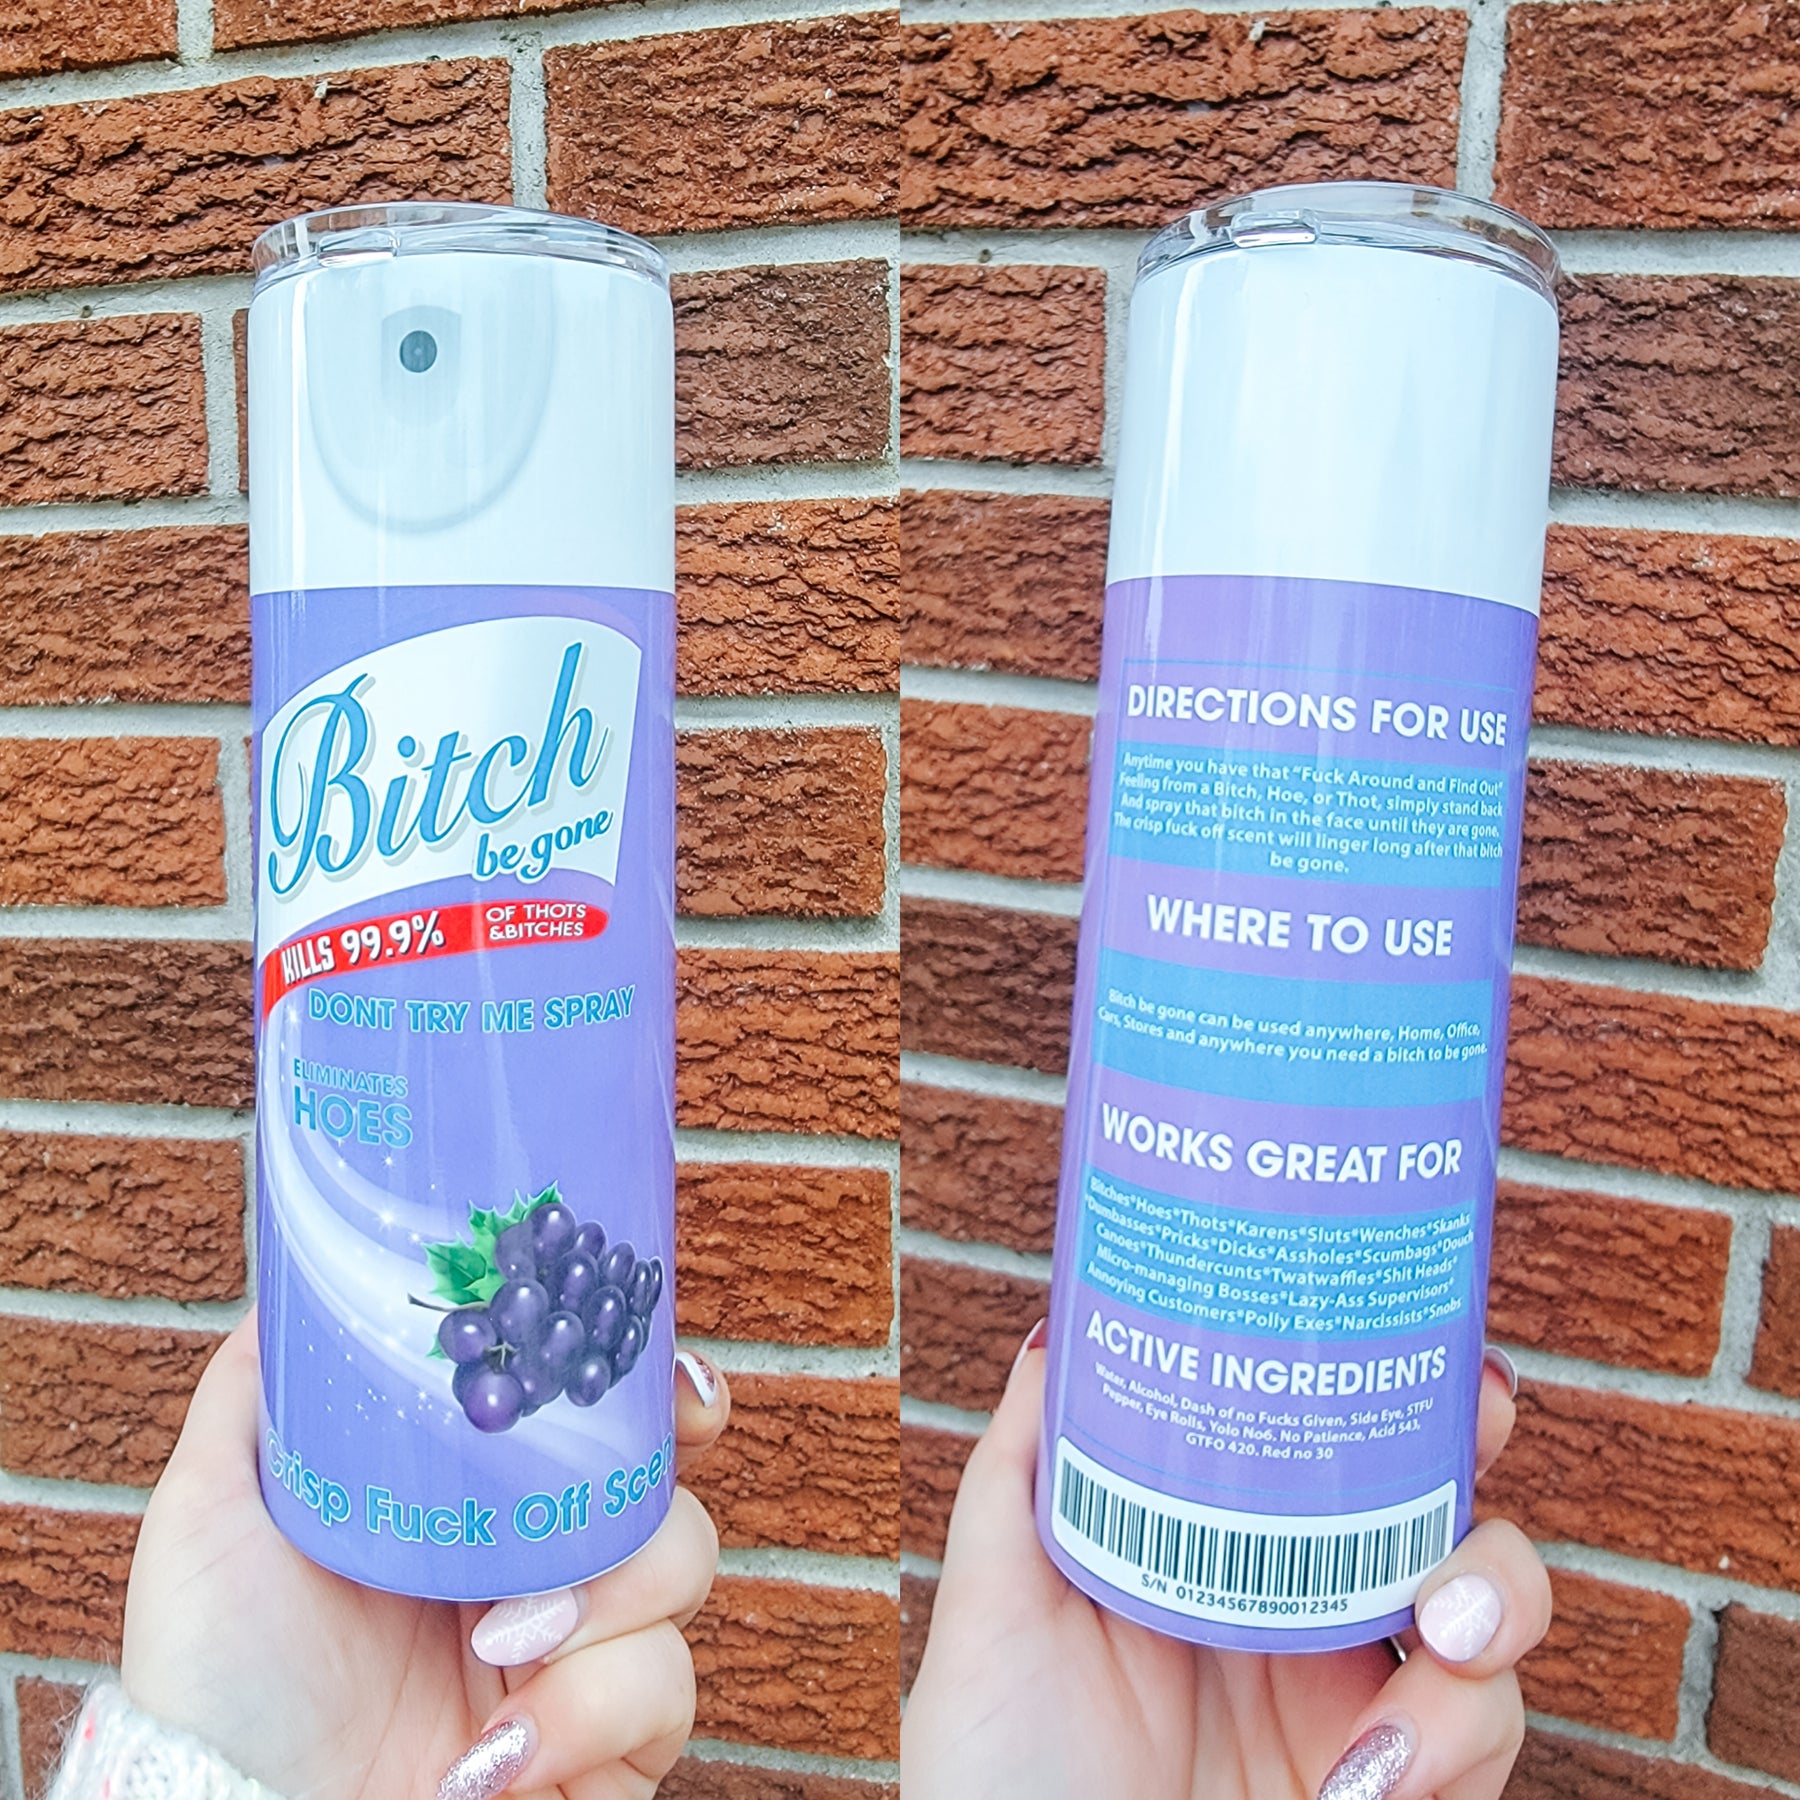 Bitch
be gone
KILLS 99.9%
OF THOTS
&BITCHES
DONT TRY ME SPRAY
ELIMINATES
HOES
Crisp Fuck Off Scen
DIRECTIONS FOR USE
Anytime you have that "Fuck Around and Find Out"
Feeling from a Bitch, Hoe, or Thot, simply stand back
And spray that bitch in the face until they are gone.
The crisp fuck off scent will linger long after that bitch
be gone.
WHERE TO USE
Bitch be gone can be used anywhere, Home, Office,
Cars, Stores and anywhere you need a bitch to be gone.
WORKS GREAT FOR
Bitches*Hoes*Thots*Karens*Sluts*Wenches*Skanks
*Dumbasses*Pricks*Dicks*Assholes*Scumbags*Douch
Canoes*Thundercunts*Twatwaffles*Shit Heads*
Micro-managing Bosses*Lazy-Ass Supervisors*
Annoying Customers*Polly Exes*Narcissists*Snobs
ACTIVE INGREDIENTS
Water, Alcohol, Dash of no Fucks Given, Side Eye, STFU
Pepper, Eye Rolls, Yolo No6. No Patience, Acid 543,
GTFO 420. Red no 30
S/N 01234567890012345